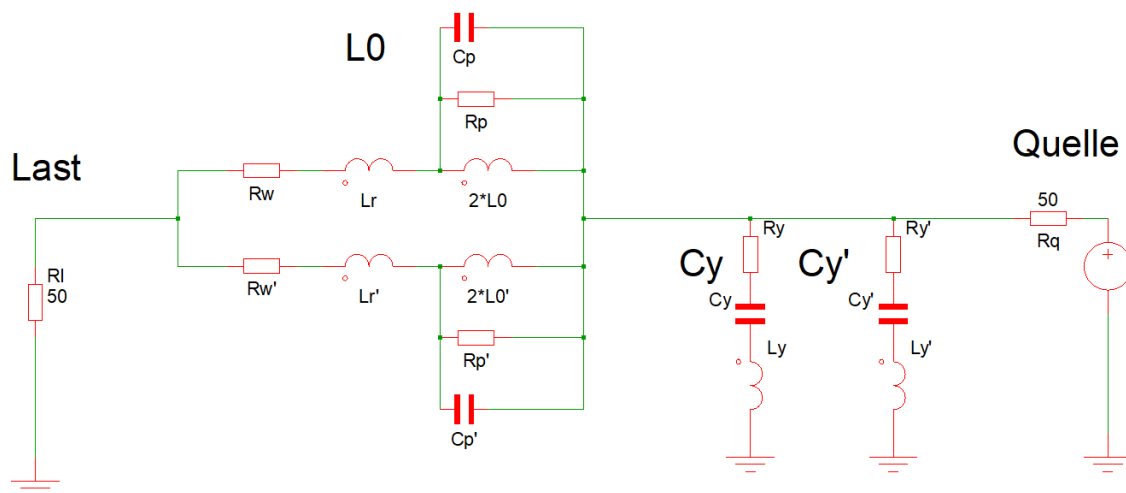 L0
Cp
Rp
Last
Quelle
Rw
Lr
2*L0
50
Rq
Ry
Ry'
Cy
Cy'
Cy
Cy'
Rl
50
Rw'
Lr'
2*L0'
Rp'
Ly
Ly'
Cp'